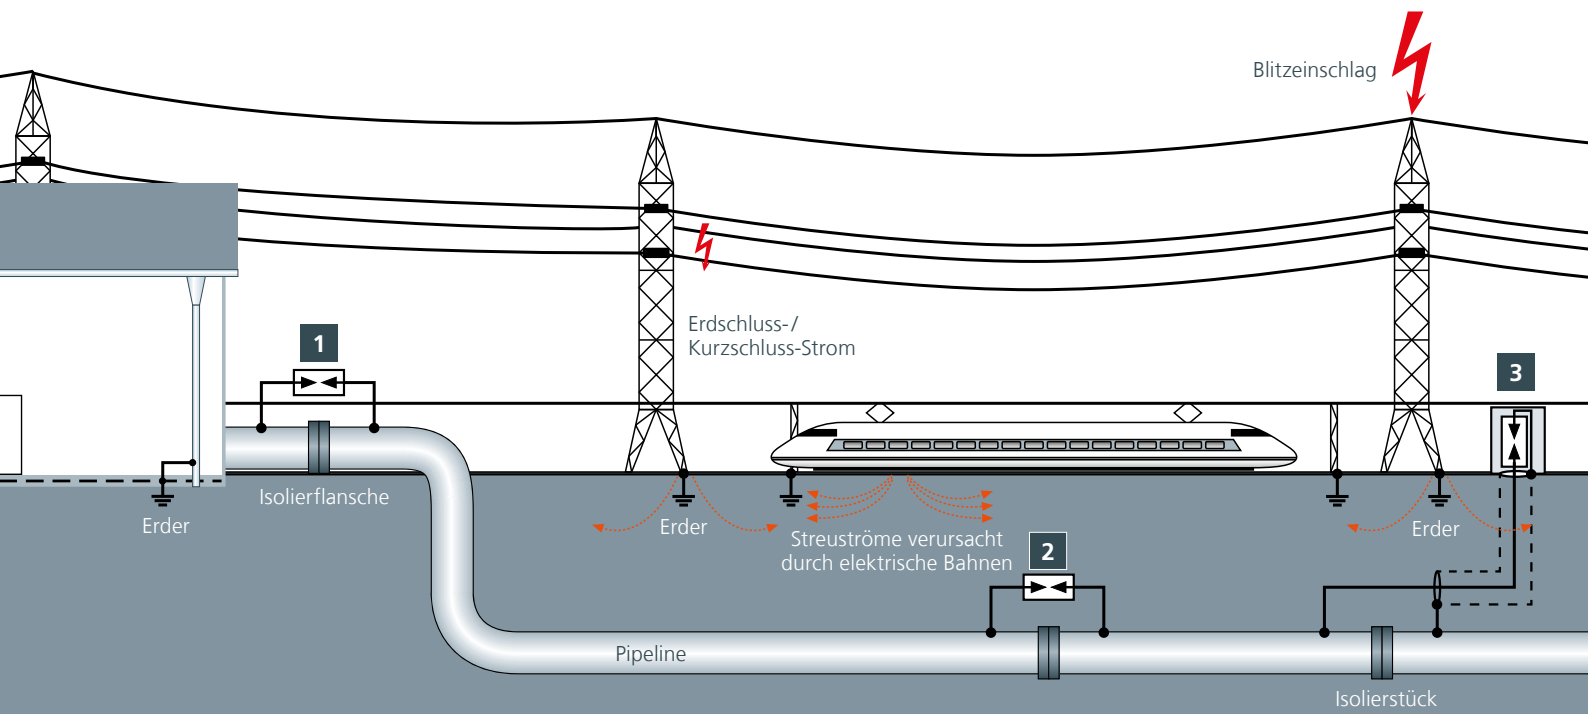 Blitzeinschlag
Erdschluss-/
Kurzschluss-Strom
1
3
Isolierflansche
Erder
Erder
Erder
Streuströme verursacht
durch elektrische Bahnen
2
Pipeline
Isolierstück